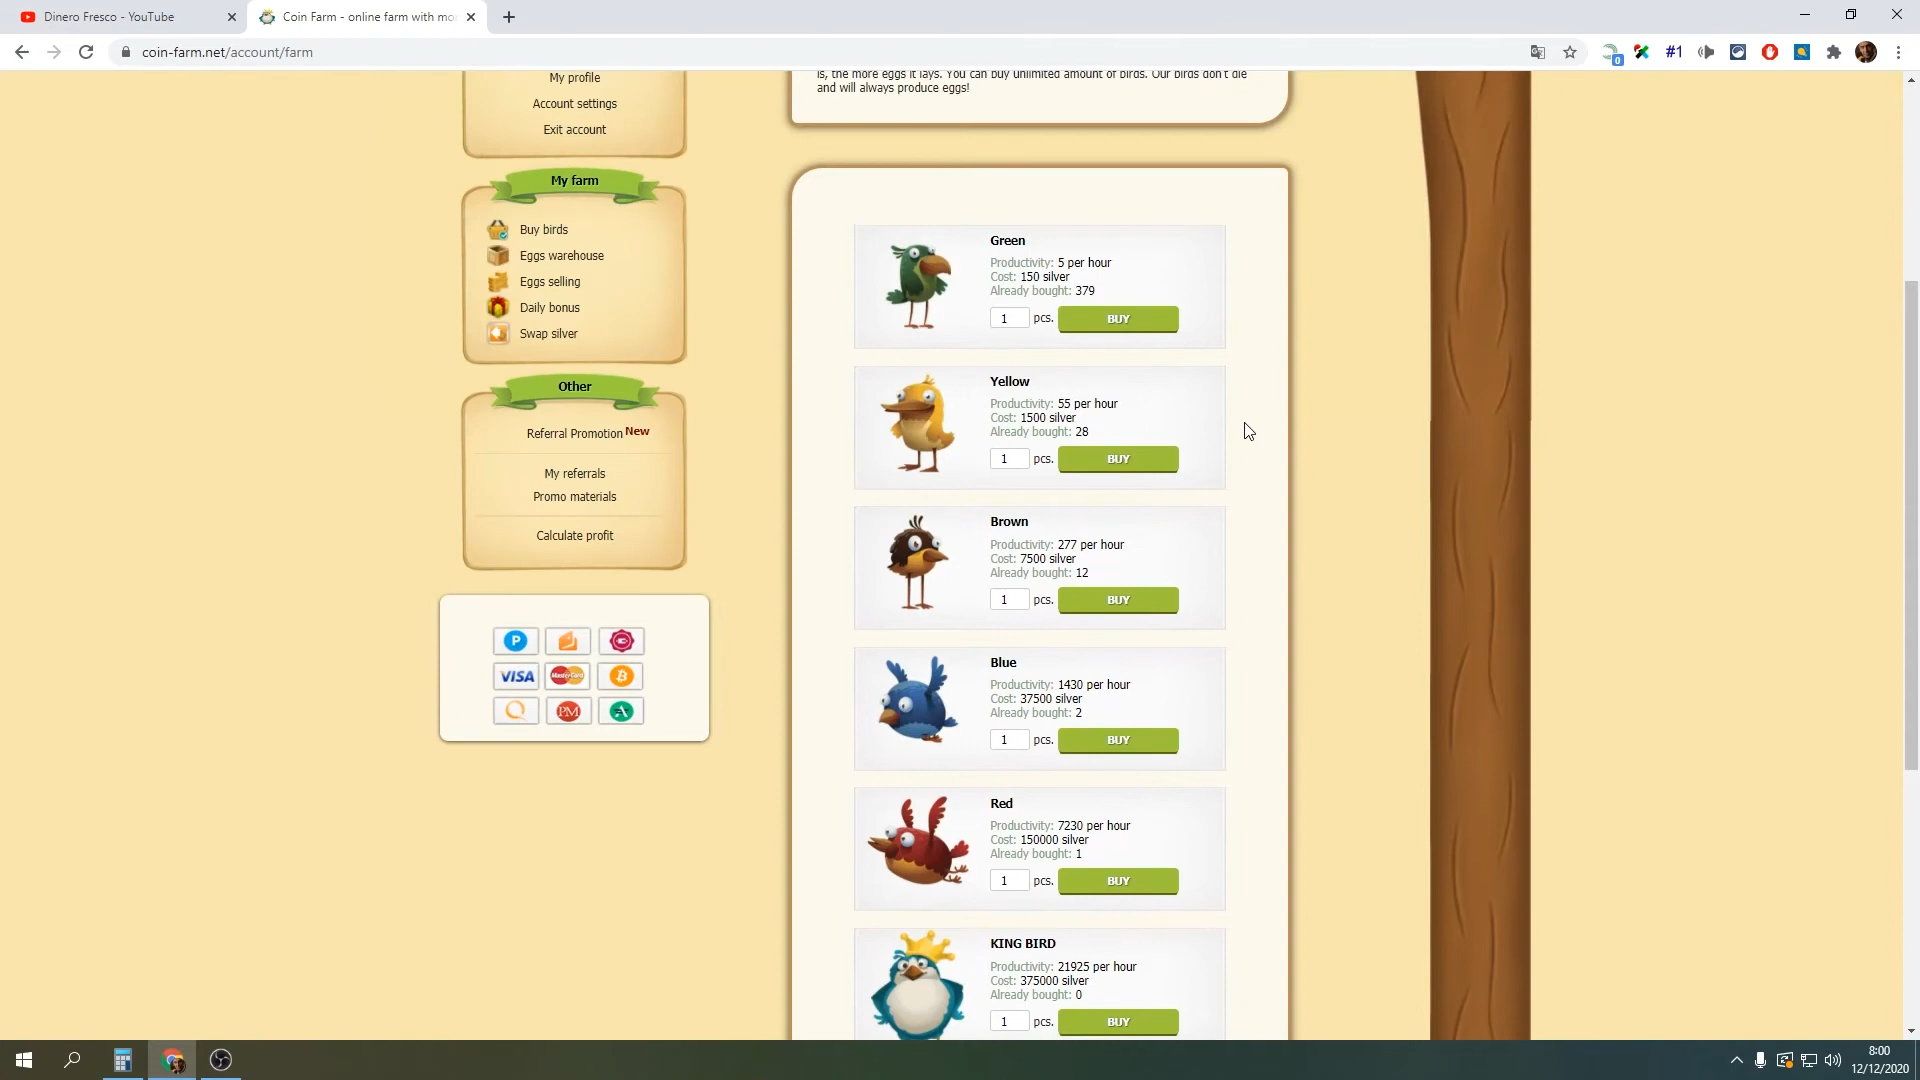 Dinero Fresco - YouTube
Coin Farm - online farm with mo
coin-farm.net/account/farm
#1
0
My profile
Account settings
Exit account
is, the more eggs it lays. You can buy unlimited amount of birds. Our birds don't die
and will always produce eggs!
My farm
Buy birds
Eggs warehouse
Eggs selling
Daily bonus
Swap silver
Other
Referral Promotion New
My referrals
Promo materials
Calculate profit
P
VISA
MasterCard
PM
Green
Productivity: 5 per hour
Cost: 150 silver
Already bought: 379
1 pcs. BUY
Yellow
Productivity: 55 per hour
Cost: 1500 silver
Already bought: 28
1 pcs. BUY
Brown
Productivity: 277 per hour
Cost: 7500 silver
Already bought: 12
1 pcs. BUY
Blue
Productivity: 1430 per hour
Cost: 37500 silver
Already bought: 2
1 pcs. BUY
Red
Productivity: 7230 per hour
Cost: 150000 silver
Already bought: 1
1 pcs. BUY
KING BIRD
Productivity: 21925 per hour
Cost: 375000 silver
Already bought: 0
1 pcs. BUY
8:00
12/12/2020